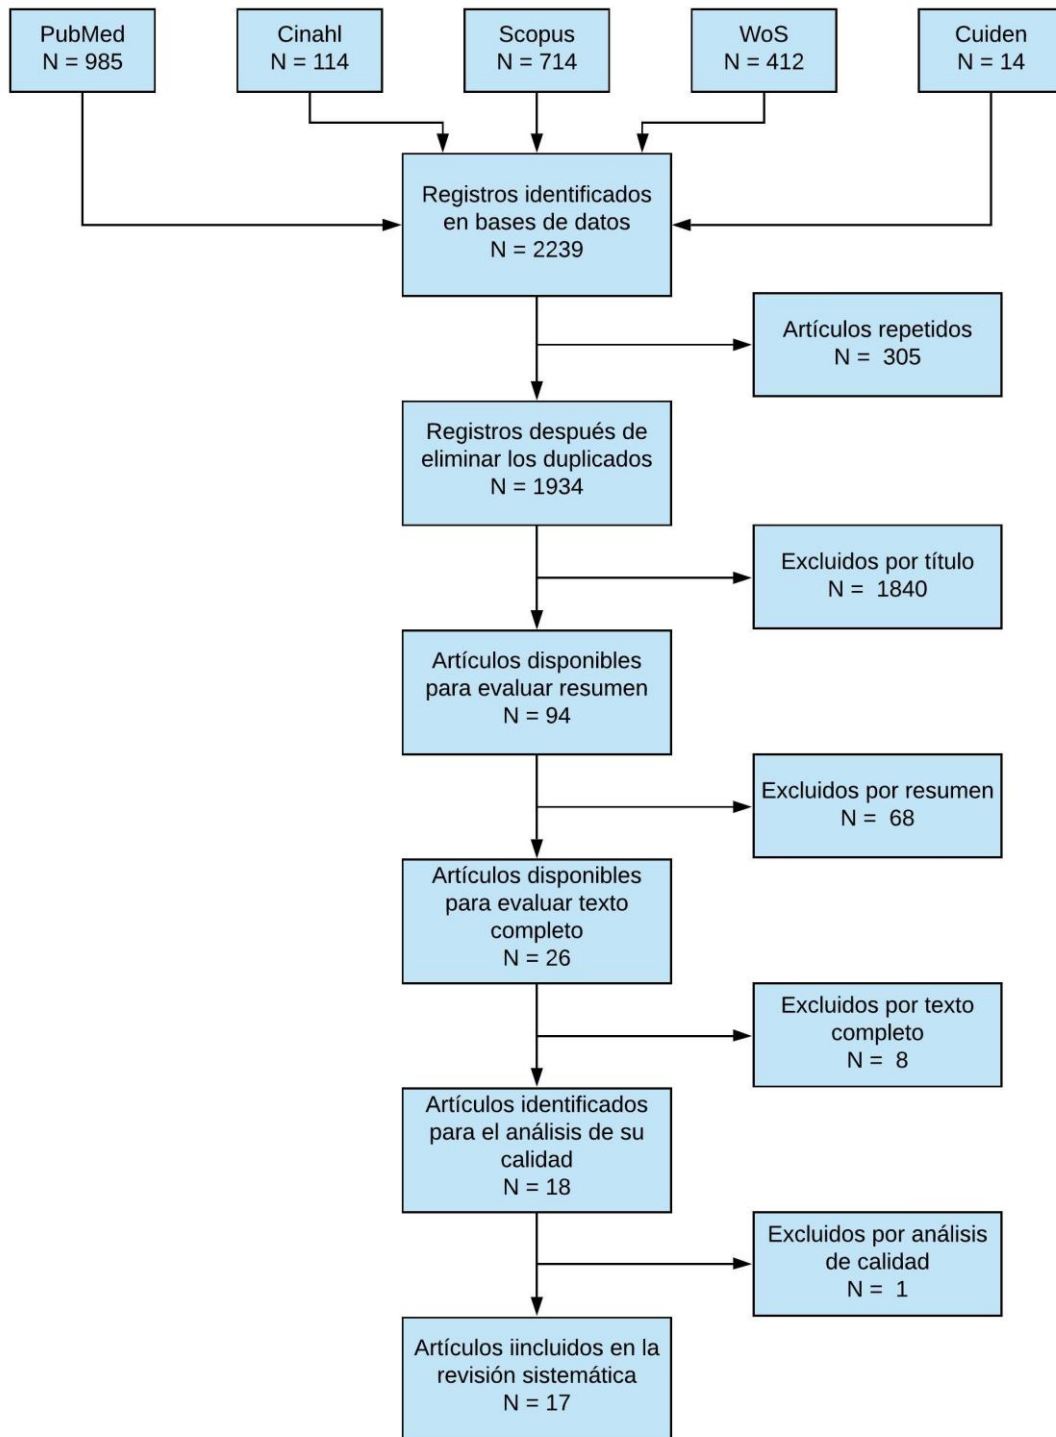 PubMed
N = 985
Cinahl
N = 114
Scopus
N = 714
WoS
N = 412
Cuiden
N = 14
Registros identificados
en bases de datos
N = 2239
Artículos repetidos
N =  305
Registros después de
eliminar los duplicados
N = 1934
Excluidos por título
N =  1840
Artículos disponibles
para evaluar resumen
N = 94
Excluidos por resumen
N =  68
Artículos disponibles
para evaluar texto
completo
N = 26
Excluidos por texto
completo
N =  8
Artículos identificados
para el análisis de su
calidad
N = 18
Excluidos por análisis
de calidad
N =  1
Artículos iincluidos en la
revisión sistemática
N = 17